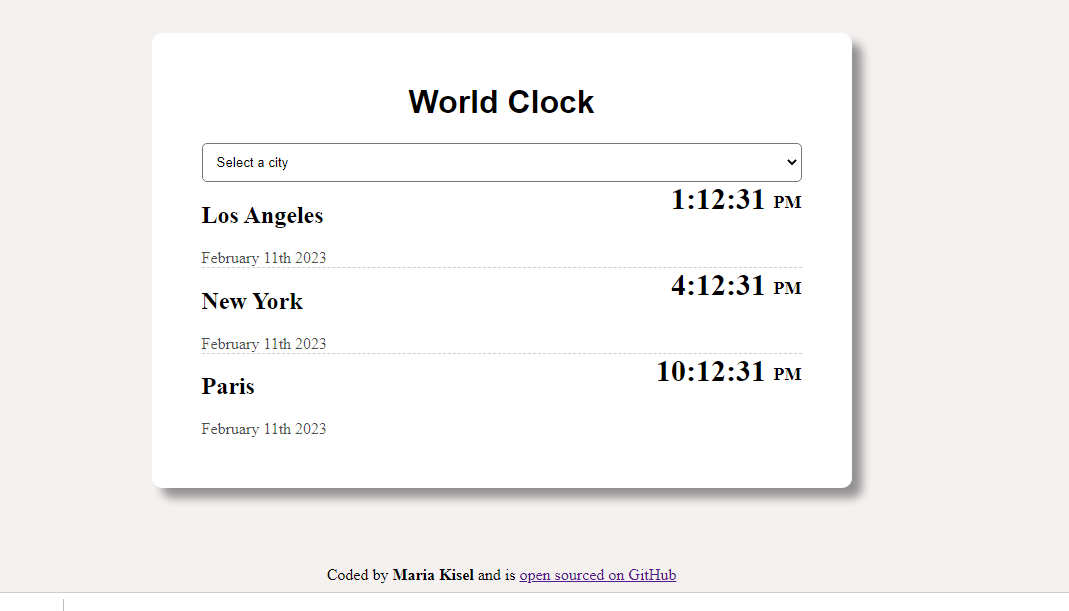 World Clock
Select a city
Los Angeles
1:12:31 PM
February 11th 2023
New York
4:12:31 PM
February 11th 2023
Paris
10:12:31 PM
February 11th 2023
Coded by Maria Kisel and is open sourced on GitHub